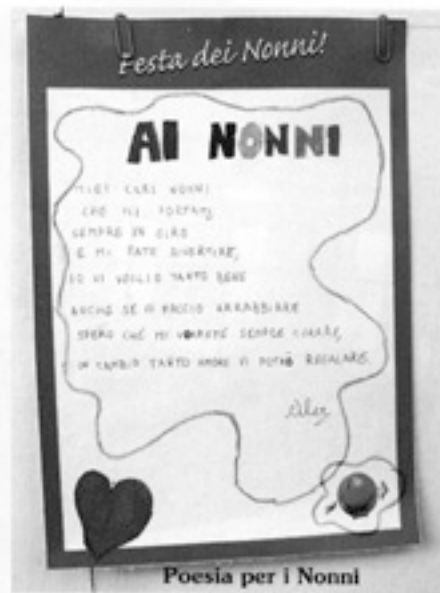 Festa dei Nonni!
AI NONNI
MIEI CARI NONNI
CHE MI PORTATE
SEMPRE IN GIRO
E MI FATE DIVERTIRE,
IO VI VOGLIO TANTO BENE
ANCHE SE VI FACCIO ARRABBIARE
SPERO CHE MI VORRETE SEMPRE
IN CAMBIO TANTO AMORE VI POTRÒ REGALARE.
Poesia per i Nonni